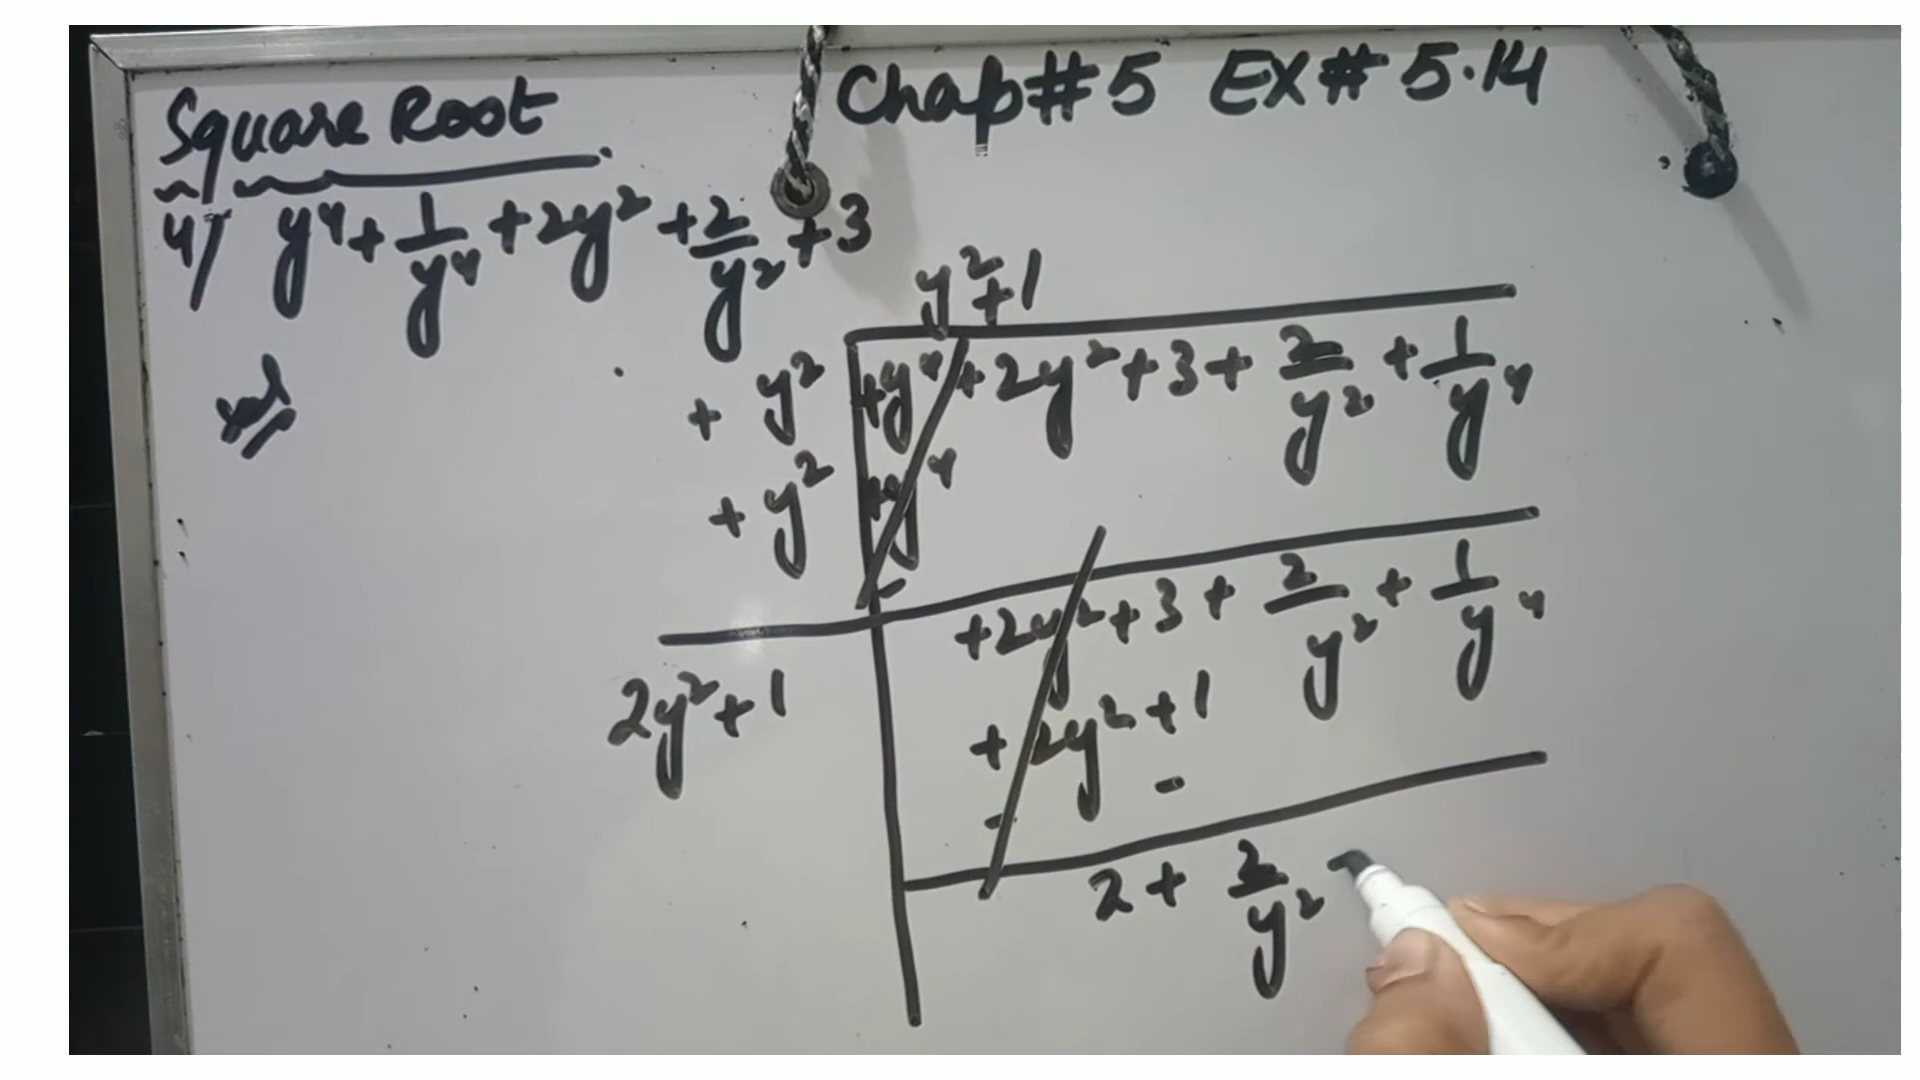 Chap# 5 EX# 5.14
Square Root
4) y⁴ + 1/y⁴ + 2y² + 2/y² + 3
Sol
y² + 1
+ y² +y⁴ + 2y² + 3 + 2/y² + 1/y⁴
+ y² +y⁴
-
+2y² + 3 + 2/y² + 1/y⁴
2y² + 1 + 2y² + 1
- -
2 + 2/y²